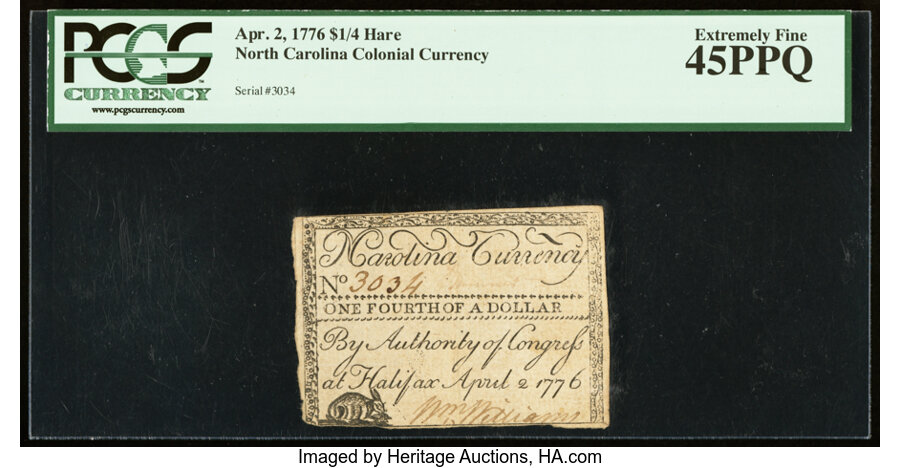 PCGS
CURRENCY
www.pcgscurrency.com
Apr. 2, 1776 $1/4 Hare
North Carolina Colonial Currency
Serial #3034
Extremely Fine
45PPQ
N Carolina Currency
No 3034
ONE FOURTH OF A DOLLAR
By Authority of Congreſs
at Halifax April 2 1776
Wm Williams
Imaged by Heritage Auctions, HA.com